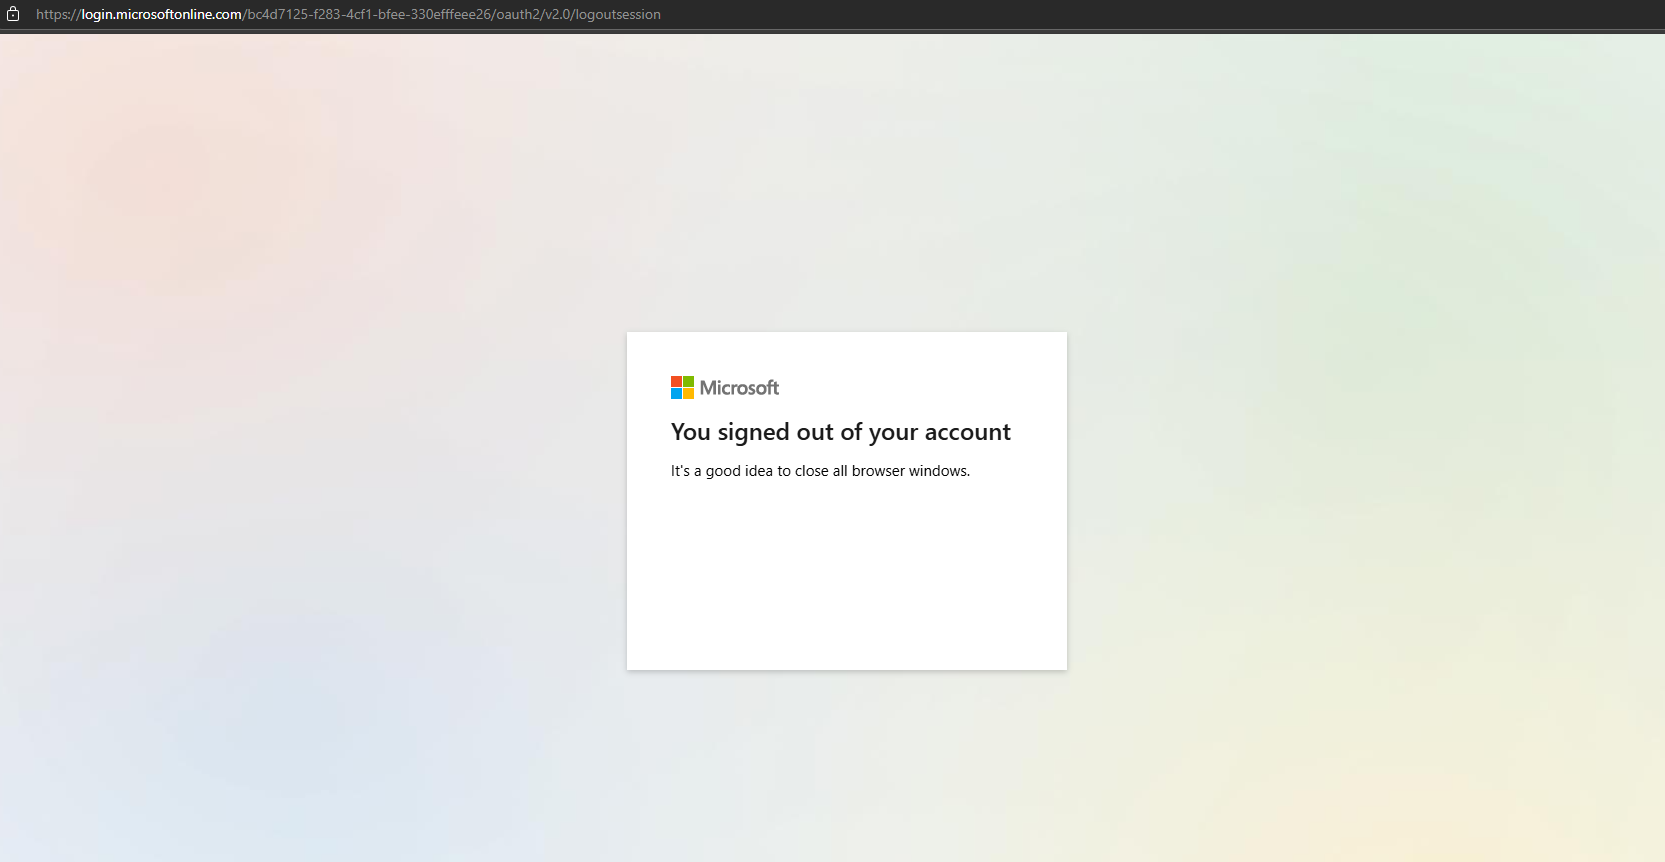 https://login.microsoftonline.com/bc4d7125-f283-4cf1-bfee-330efffeee26/oauth2/v2.0/logoutsession
Microsoft
You signed out of your account
It's a good idea to close all browser windows.